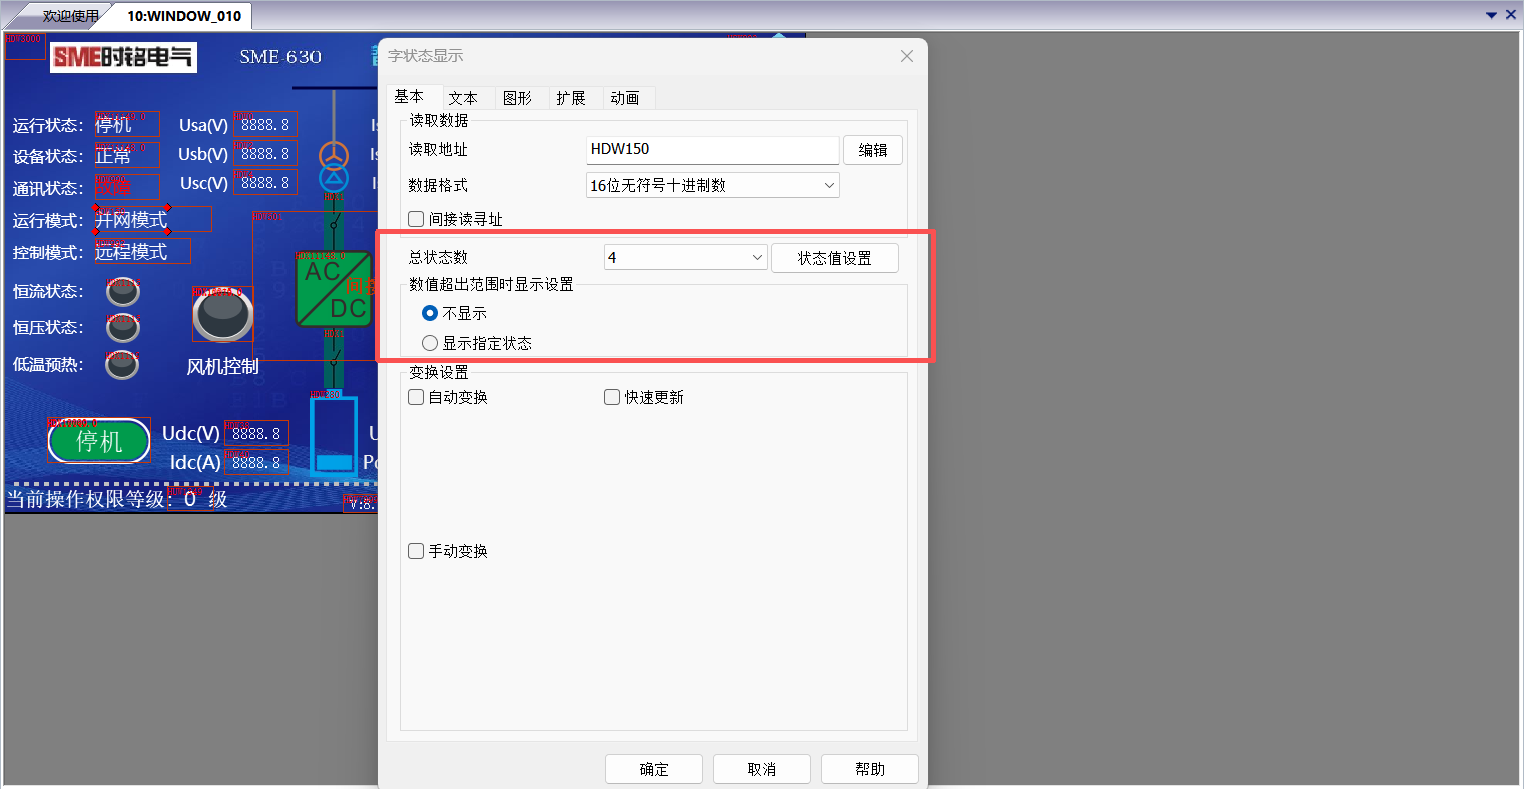 欢迎使用
10:WINDOW_010
HDW3000
SME时铭电气
SME-630
字状态显示
基本
文本
图形
扩展
动画
读取数据
读取地址
HDW150
编辑
数据格式
16位无符号十进制数
间接读寻址
总状态数
4
状态值设置
数值超出范围时显示设置
不显示
显示指定状态
变换设置
自动变换
快速更新
手动变换
确定
取消
帮助
运行状态:
停机
Usa(V)
8888.8
设备状态:
正常
Usb(V)
8888.8
通讯状态:
Usc(V)
8888.8
运行模式:
并网模式
控制模式:
远程模式
恒流状态:
恒压状态:
低温预热:
风机控制
AC
DC
停机
Udc(V)
8888.8
Idc(A)
8888.8
当前操作权限等级: 0 级
V:8.